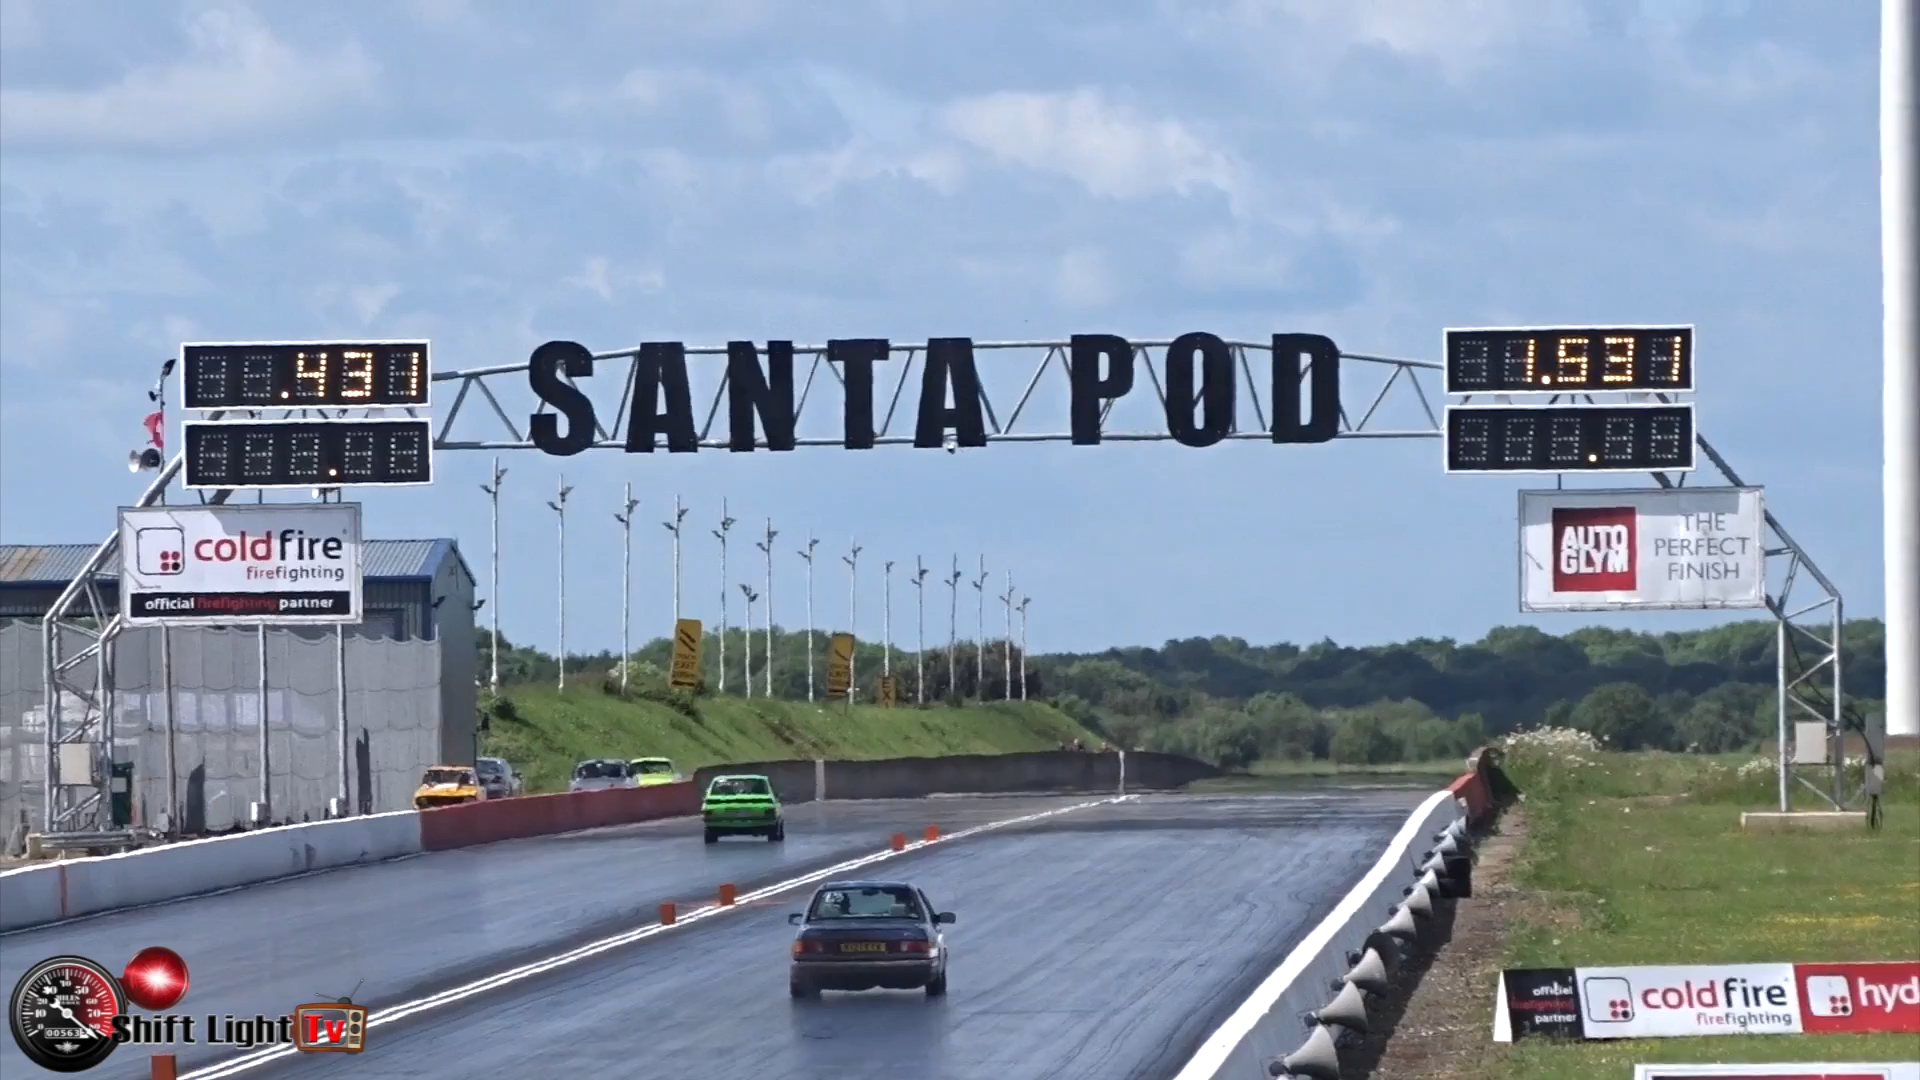 SANTA POD
.431
1.531
coldfire
firefighting
official firefighting partner
AUTO
GLYM
THE
PERFECT
FINISH
EXIT
official
firefighting
partner
coldfire
firefighting
hyd
Shift Light Tv